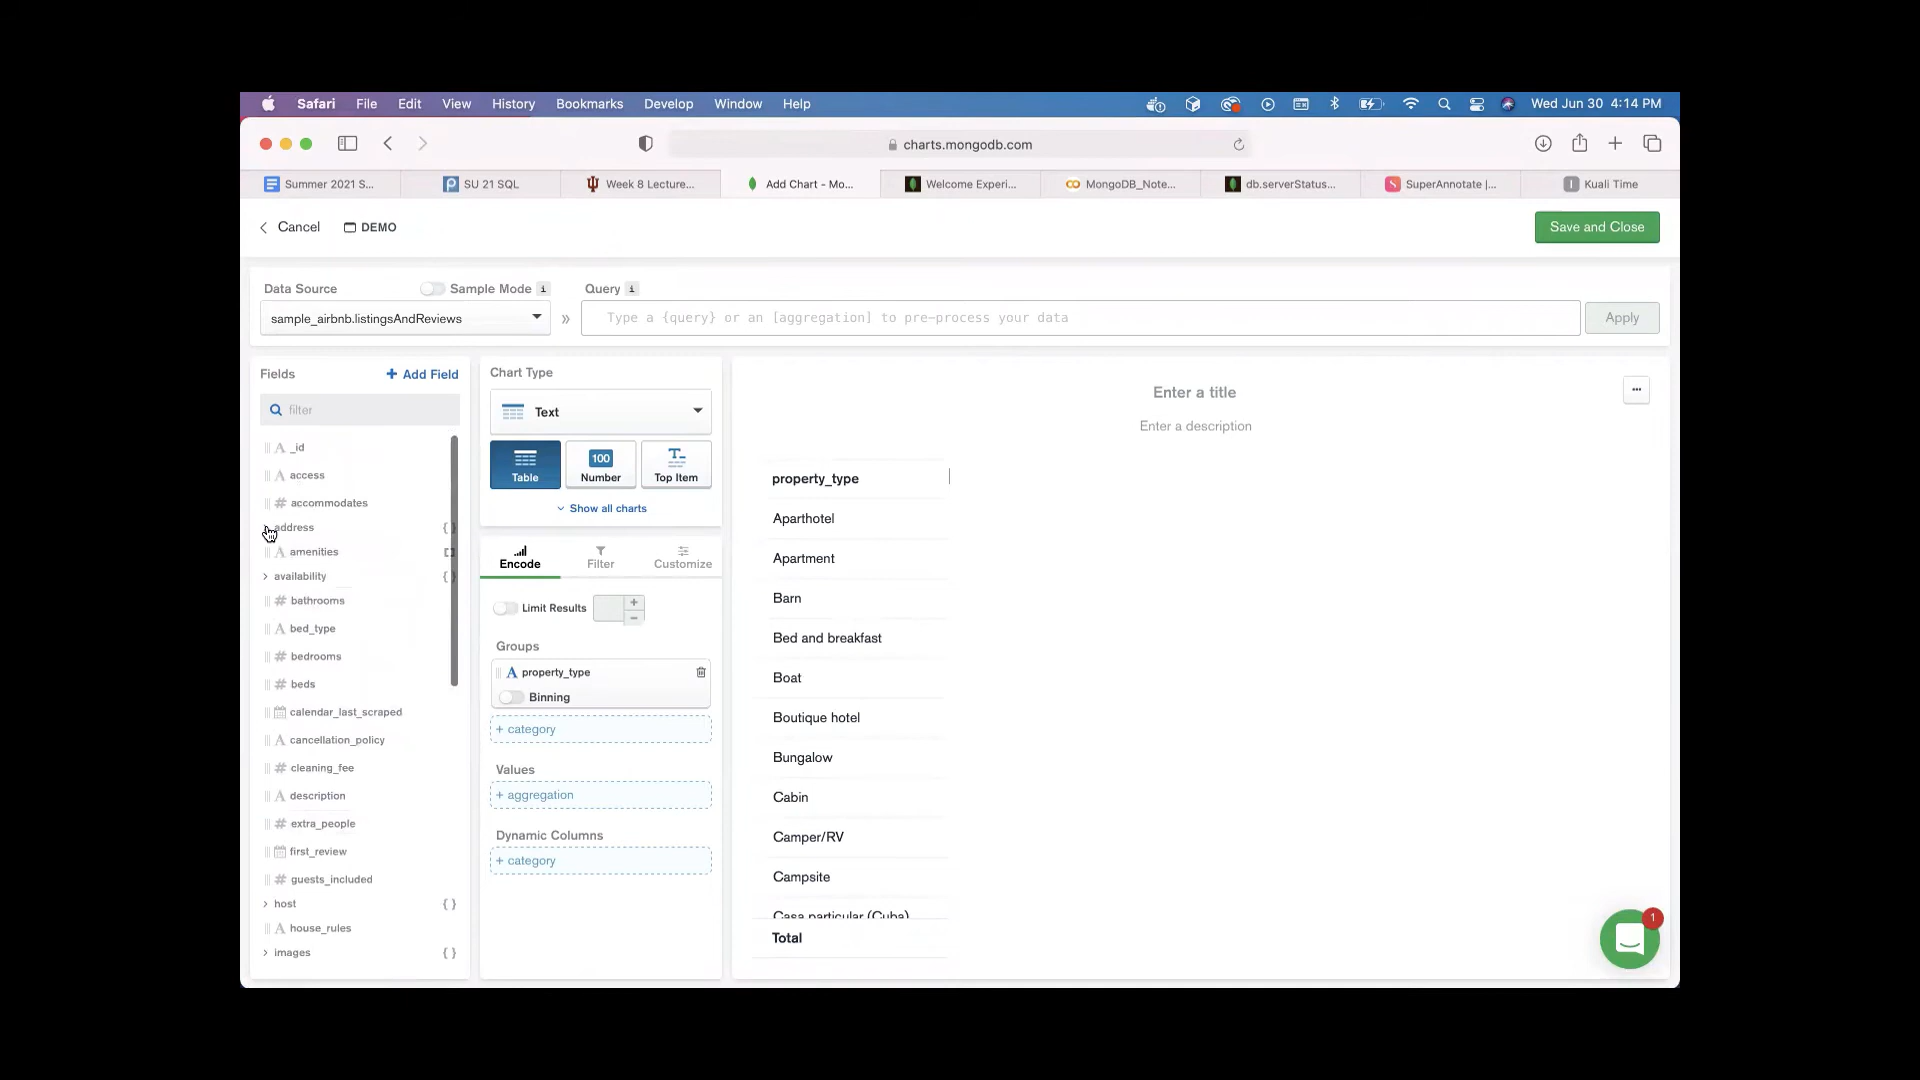 Safari File Edit View History Bookmarks Develop Window Help Wed Jun 30 4:14 PM
charts.mongodb.com
Summer 2021 S... SU 21 SQL Week 8 Lecture... Add Chart - Mo... Welcome Experi... MongoDB_Note... db.serverStatus... SuperAnnotate |... Kuali Time
Cancel DEMO Save and Close
Data Source Sample Mode i Query i
sample_airbnb.listingsAndReviews » Type a {query} or an [aggregation] to pre-process your data Apply
Fields + Add Field
filter
A _id
A access
# accommodates
address { }
A amenities [ ]
> availability { }
# bathrooms
A bed_type
# bedrooms
# beds
calendar_last_scraped
A cancellation_policy
# cleaning_fee
A description
# extra_people
first_review
# guests_included
> host { }
A house_rules
> images { }
Chart Type
Text
Table
100 Number
T Top Item
Show all charts
Encode Filter Customize
Limit Results + −
Groups
A property_type
Binning
+ category
Values
+ aggregation
Dynamic Columns
+ category
Enter a title ...
Enter a description
property_type
Aparthotel
Apartment
Barn
Bed and breakfast
Boat
Boutique hotel
Bungalow
Cabin
Camper/RV
Campsite
Casa particular (Cuba)
Total
1